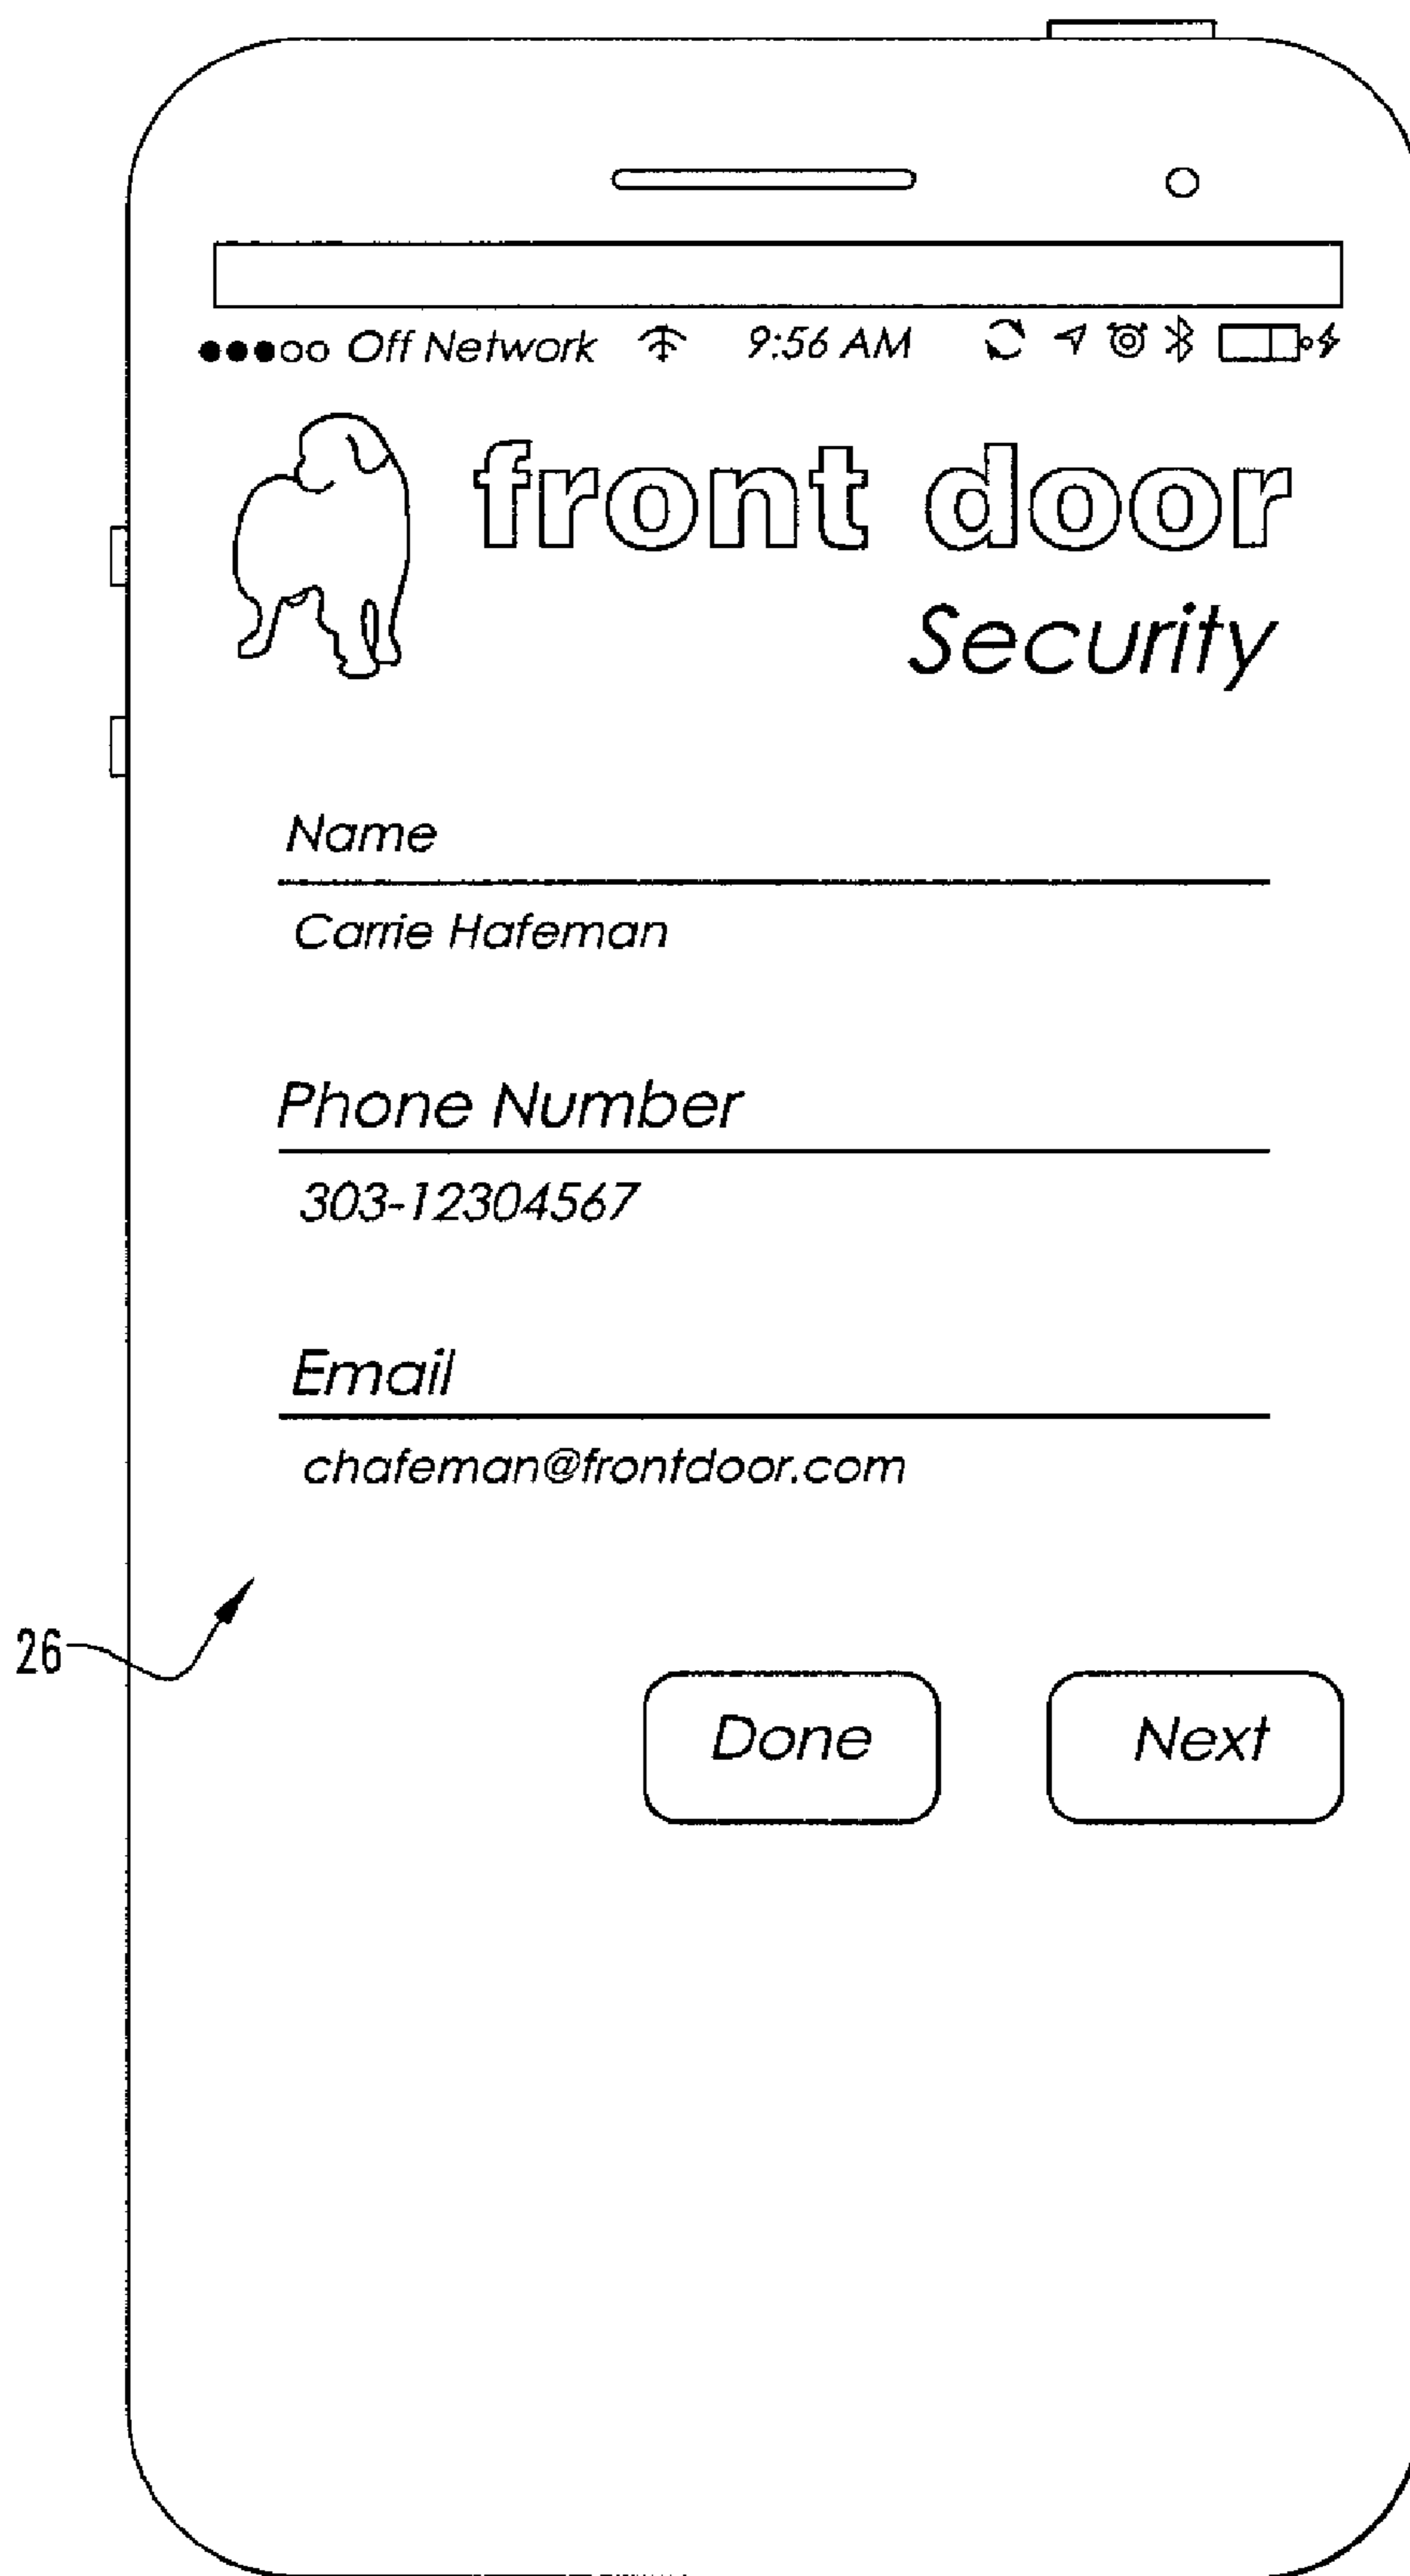 Off Network 9:56 AM
front door
Security
Name
Carrie Hafeman
Phone Number
303-12304567
Email
chafeman@frontdoor.com
26
Done Next